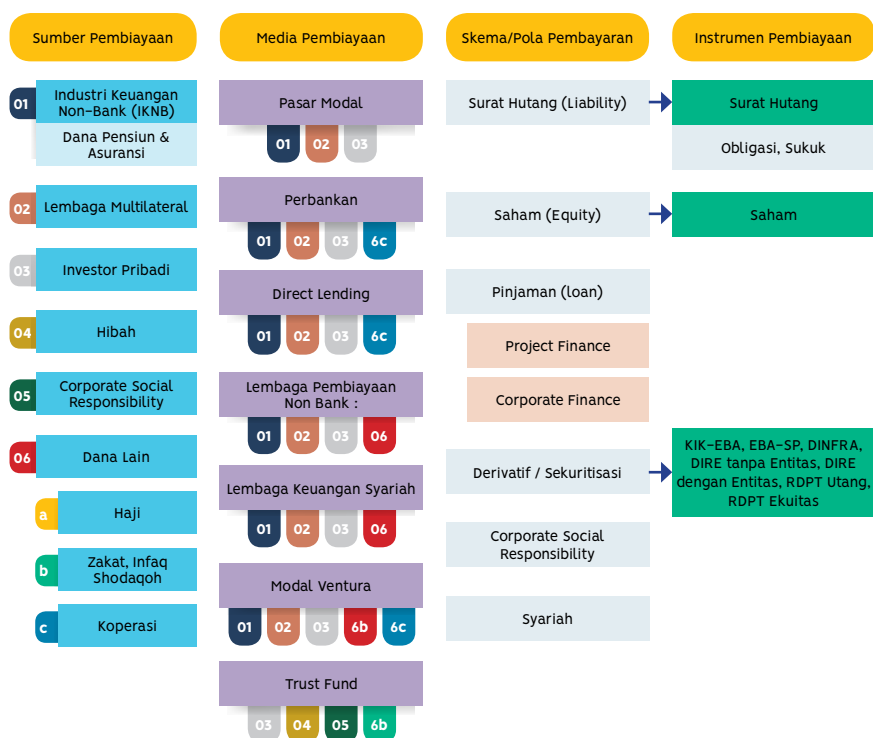 Sumber Pembiayaan
01
Industri Keuangan
Non-Bank (IKNB)
Dana Pensiun &
Asuransi
02
Lembaga Multilateral
03
Investor Pribadi
04
Hibah
05
Corporate Social
Responsibility
06
Dana Lain
a
Haji
b
Zakat, Infaq
Shodaqoh
c
Koperasi
Media Pembiayaan
Pasar Modal
01 02 03
Perbankan
01 02 03 6c
Direct Lending
01 02 03 6c
Lembaga Pembiayaan
Non Bank :
01 02 03 06
Lembaga Keuangan Syariah
01 02 03 06
Modal Ventura
01 02 03 6b 6c
Trust Fund
03 04 05 6b
Skema/Pola Pembayaran
Surat Hutang (Liability)
Saham (Equity)
Pinjaman (loan)
Project Finance
Corporate Finance
Derivatif / Sekuritisasi
Corporate Social
Responsibility
Syariah
Instrumen Pembiayaan
Surat Hutang
Obligasi, Sukuk
Saham
KIK-EBA, EBA-SP, DINFRA,
DIRE tanpa Entitas, DIRE
dengan Entitas, RDPT Utang,
RDPT Ekuitas